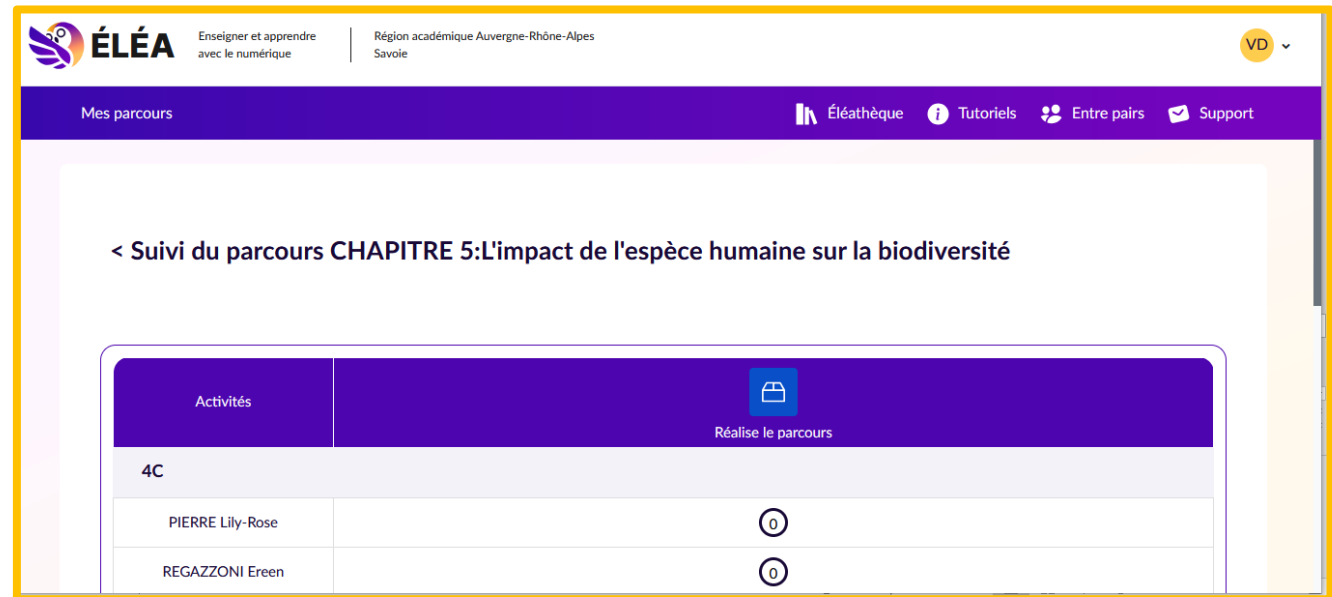 ÉLÉA
Enseigner et apprendre
avec le numérique
Région académique Auvergne-Rhône-Alpes
Savoie
VD
Mes parcours
Éléathèque
Tutoriels
Entre pairs
Support
< Suivi du parcours CHAPITRE 5:L'impact de l'espèce humaine sur la biodiversité
Activités
Réalise le parcours
4C
PIERRE Lily-Rose
0
REGAZZONI Ereen
0